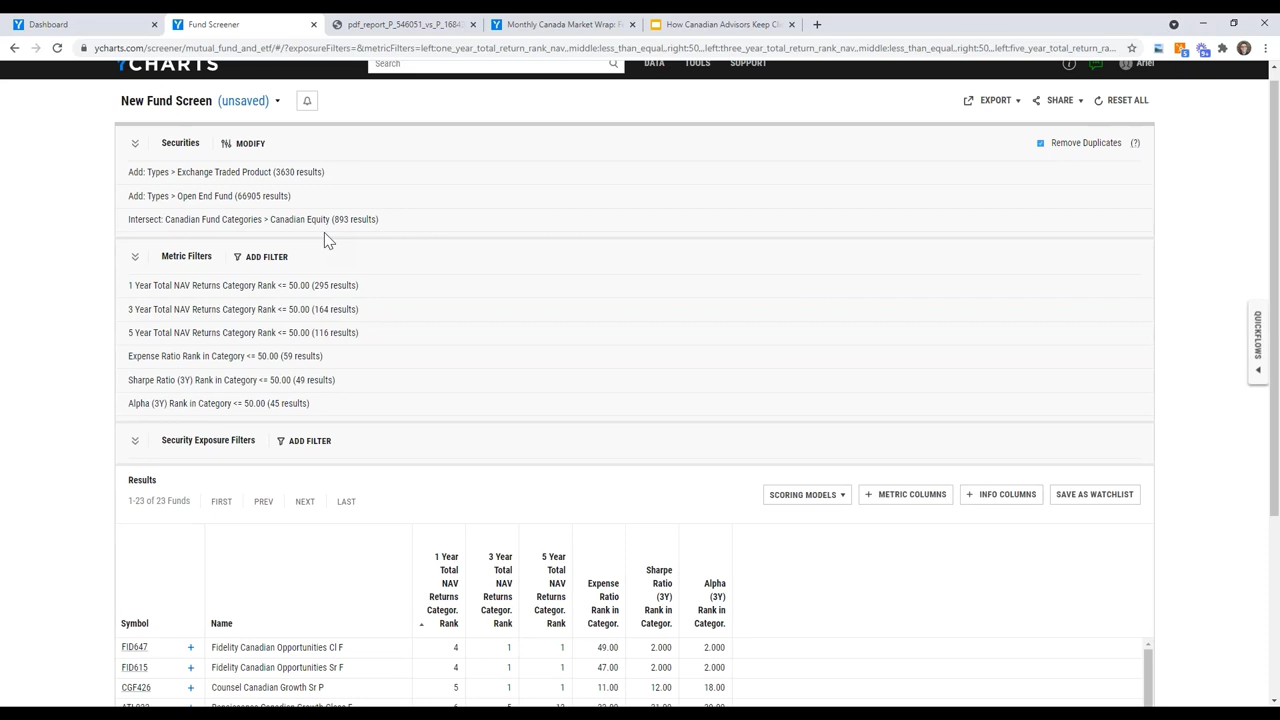 Dashboard
Fund Screener
pdf_report_P_546051_vs_P_1684
Monthly Canada Market Wrap: F
How Canadian Advisors Keep Cli
ycharts.com/screener/mutual_fund_and_etf/#/?exposureFilters=&metricFilters=left:one_year_total_return_rank_nav,,middle:less_than_equal,right:50...left:three_year_total_return_rank_nav,,middle:less_than_equal,right:50...left:five_year_total_return_rank_...
YCHARTS
Search
DATA
TOOLS
SUPPORT
Ariel
New Fund Screen (unsaved)
EXPORT
SHARE
RESET ALL
Securities
MODIFY
Remove Duplicates (?)
Add: Types > Exchange Traded Product (3630 results)
Add: Types > Open End Fund (66905 results)
Intersect: Canadian Fund Categories > Canadian Equity (893 results)
Metric Filters
ADD FILTER
1 Year Total NAV Returns Category Rank <= 50.00 (295 results)
3 Year Total NAV Returns Category Rank <= 50.00 (164 results)
5 Year Total NAV Returns Category Rank <= 50.00 (116 results)
Expense Ratio Rank in Category <= 50.00 (59 results)
Sharpe Ratio (3Y) Rank in Category <= 50.00 (49 results)
Alpha (3Y) Rank in Category <= 50.00 (45 results)
Security Exposure Filters
ADD FILTER
QUICKFLOWS
Results
1-23 of 23 Funds
FIRST
PREV
NEXT
LAST
SCORING MODELS
+ METRIC COLUMNS
+ INFO COLUMNS
SAVE AS WATCHLIST
Symbol
Name
1 Year Total NAV Returns Categor. Rank
3 Year Total NAV Returns Categor. Rank
5 Year Total NAV Returns Categor. Rank
Expense Ratio Rank in Categor.
Sharpe Ratio (3Y) Rank in Categor.
Alpha (3Y) Rank in Categor.
FID647 + Fidelity Canadian Opportunities Cl F 4 1 1 49.00 2.000 2.000
FID615 + Fidelity Canadian Opportunities Sr F 4 1 1 47.00 2.000 2.000
CGF426 + Counsel Canadian Growth Sr P 5 1 1 11.00 12.00 18.00